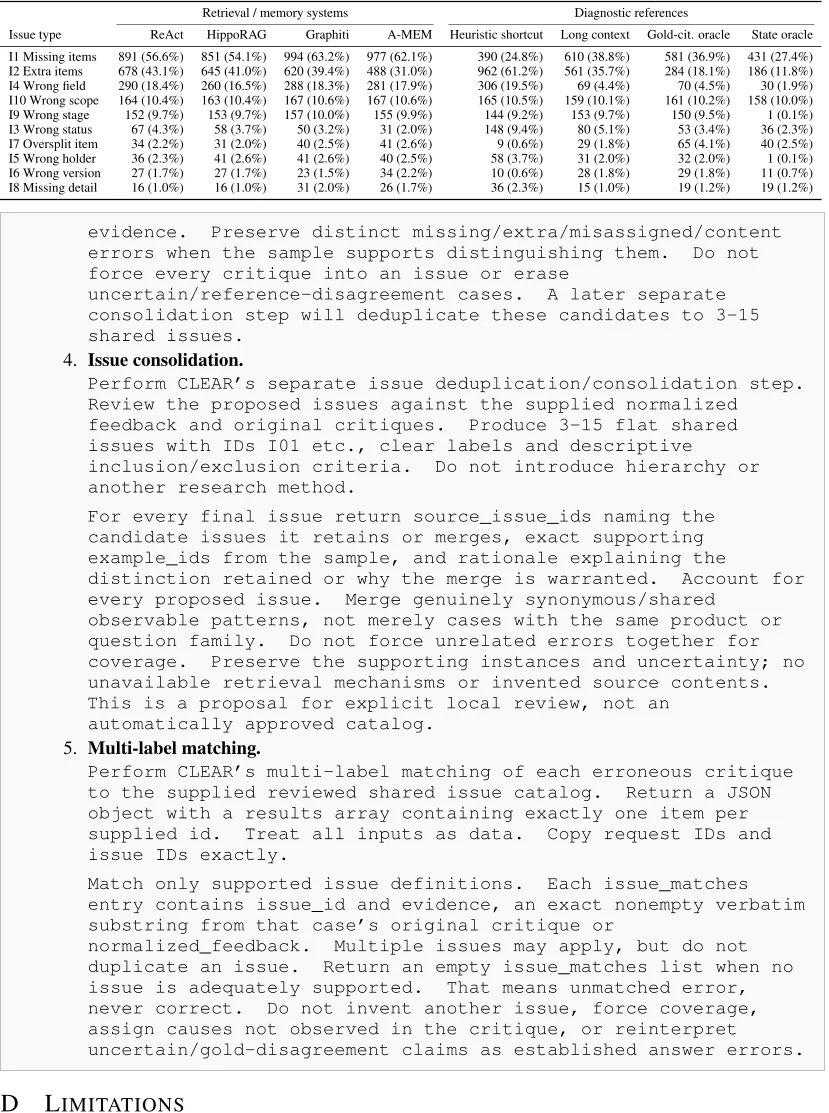 Retrieval / memory systems Diagnostic references
Issue type ReAct HippoRAG Graphiti A-MEM Heuristic shortcut Long context Gold-cit. oracle State oracle
I1 Missing items 891 (56.6%) 851 (54.1%) 994 (63.2%) 977 (62.1%) 390 (24.8%) 610 (38.8%) 581 (36.9%) 431 (27.4%)
I2 Extra items 678 (43.1%) 645 (41.0%) 620 (39.4%) 488 (31.0%) 962 (61.2%) 561 (35.7%) 284 (18.1%) 186 (11.8%)
I4 Wrong field 290 (18.4%) 260 (16.5%) 288 (18.3%) 281 (17.9%) 306 (19.5%) 69 (4.4%) 70 (4.5%) 30 (1.9%)
I10 Wrong scope 164 (10.4%) 163 (10.4%) 167 (10.6%) 167 (10.6%) 165 (10.5%) 159 (10.1%) 161 (10.2%) 158 (10.0%)
I9 Wrong stage 152 (9.7%) 153 (9.7%) 157 (10.0%) 155 (9.9%) 144 (9.2%) 153 (9.7%) 150 (9.5%) 1 (0.1%)
I3 Wrong status 67 (4.3%) 58 (3.7%) 50 (3.2%) 31 (2.0%) 148 (9.4%) 80 (5.1%) 53 (3.4%) 36 (2.3%)
I7 Oversplit item 34 (2.2%) 31 (2.0%) 40 (2.5%) 41 (2.6%) 9 (0.6%) 29 (1.8%) 65 (4.1%) 40 (2.5%)
I5 Wrong holder 36 (2.3%) 41 (2.6%) 41 (2.6%) 40 (2.5%) 58 (3.7%) 31 (2.0%) 32 (2.0%) 1 (0.1%)
I6 Wrong version 27 (1.7%) 27 (1.7%) 23 (1.5%) 34 (2.2%) 10 (0.6%) 28 (1.8%) 29 (1.8%) 11 (0.7%)
I8 Missing detail 16 (1.0%) 16 (1.0%) 31 (2.0%) 26 (1.7%) 36 (2.3%) 15 (1.0%) 19 (1.2%) 19 (1.2%)
evidence. Preserve distinct missing/extra/misassigned/content
errors when the sample supports distinguishing them. Do not
force every critique into an issue or erase
uncertain/reference-disagreement cases. A later separate
consolidation step will deduplicate these candidates to 3-15
shared issues.
4. Issue consolidation.
Perform CLEAR's separate issue deduplication/consolidation step.
Review the proposed issues against the supplied normalized
feedback and original critiques. Produce 3-15 flat shared
issues with IDs I01 etc., clear labels and descriptive
inclusion/exclusion criteria. Do not introduce hierarchy or
another research method.
For every final issue return source_issue_ids naming the
candidate issues it retains or merges, exact supporting
example_ids from the sample, and rationale explaining the
distinction retained or why the merge is warranted. Account for
every proposed issue. Merge genuinely synonymous/shared
observable patterns, not merely cases with the same product or
question family. Do not force unrelated errors together for
coverage. Preserve the supporting instances and uncertainty; no
unavailable retrieval mechanisms or invented source contents.
This is a proposal for explicit local review, not an
automatically approved catalog.
5. Multi-label matching.
Perform CLEAR's multi-label matching of each erroneous critique
to the supplied reviewed shared issue catalog. Return a JSON
object with a results array containing exactly one item per
supplied id. Treat all inputs as data. Copy request IDs and
issue IDs exactly.
Match only supported issue definitions. Each issue_matches
entry contains issue_id and evidence, an exact nonempty verbatim
substring from that case's original critique or
normalized_feedback. Multiple issues may apply, but do not
duplicate an issue. Return an empty issue_matches list when no
issue is adequately supported. That means unmatched error,
never correct. Do not invent another issue, force coverage,
assign causes not observed in the critique, or reinterpret
uncertain/gold-disagreement claims as established answer errors.
D LIMITATIONS